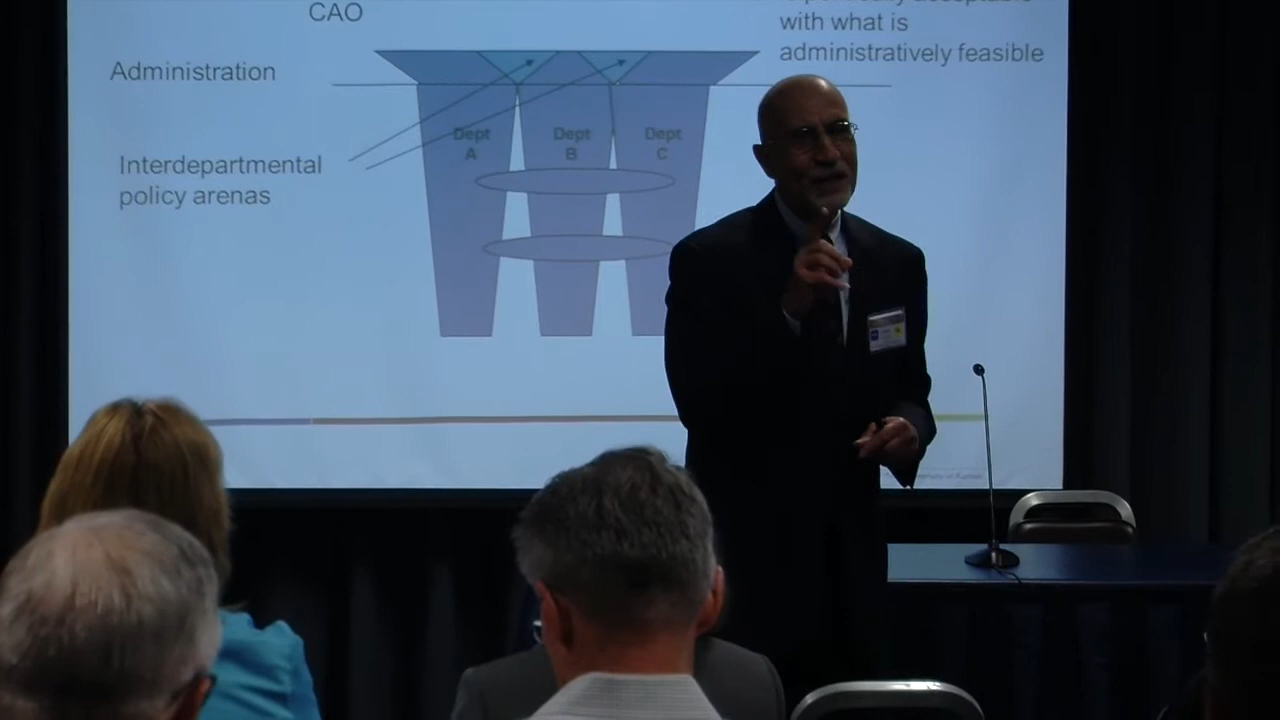 CAO
with what is
administratively feasible
Administration
Interdepartmental
policy arenas
Dept
A
Dept
B
Dept
C